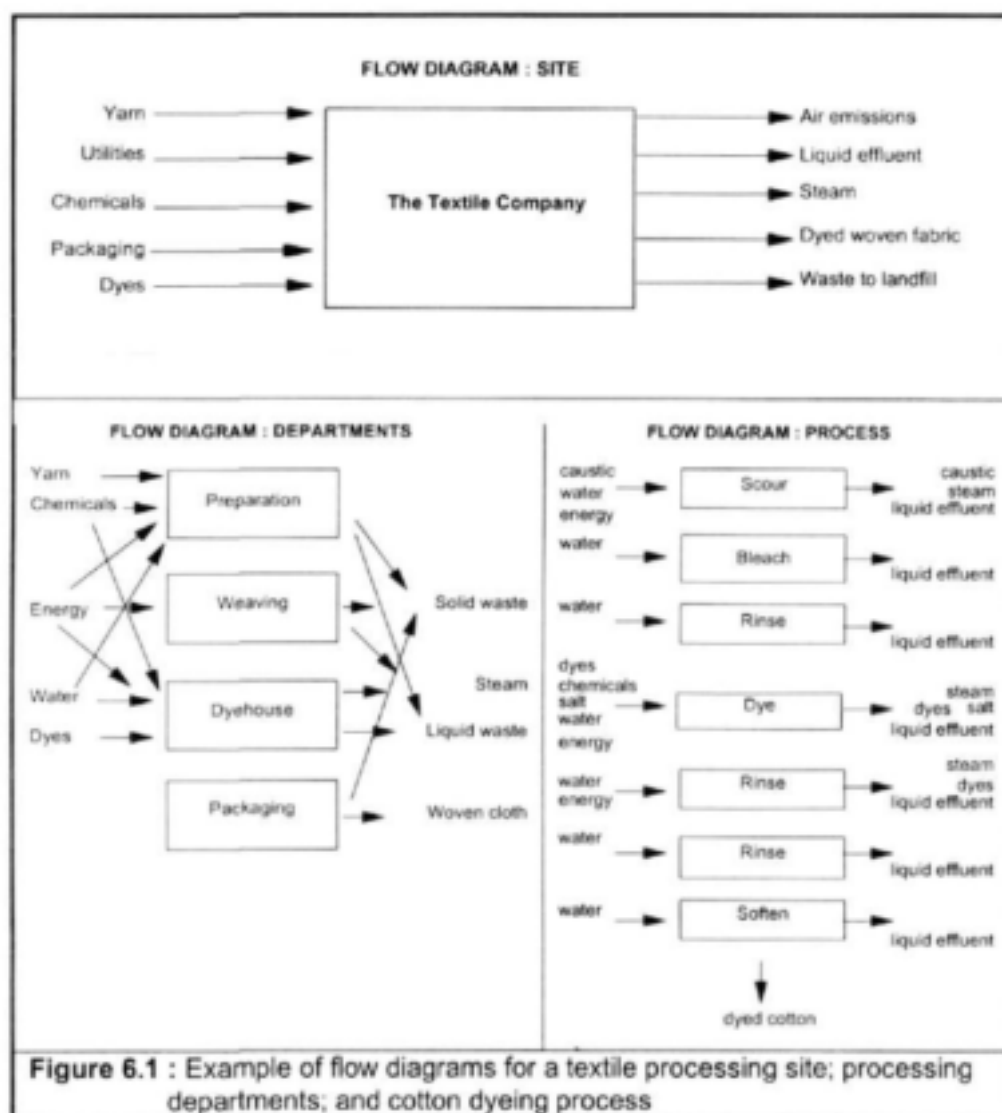 FLOW DIAGRAM : SITE
Yarn
Utilities
Chemicals
Packaging
Dyes
The Textile Company
Air emissions
Liquid effluent
Steam
Dyed woven fabric
Waste to landfill
FLOW DIAGRAM : DEPARTMENTS
Yarn
Chemicals
Energy
Water
Dyes
Preparation
Weaving
Dyehouse
Packaging
Solid waste
Steam
Liquid waste
Woven cloth
FLOW DIAGRAM : PROCESS
caustic
water
energy
Scour
caustic
steam
liquid effluent
water
Bleach
liquid effluent
water
Rinse
liquid effluent
dyes
chemicals
salt
water
energy
Dye
steam
dyes salt
liquid effluent
water
energy
Rinse
steam
dyes
liquid effluent
water
Rinse
liquid effluent
water
Soften
liquid effluent
dyed cotton
Figure 6.1 : Example of flow diagrams for a textile processing site; processing
departments; and cotton dyeing process